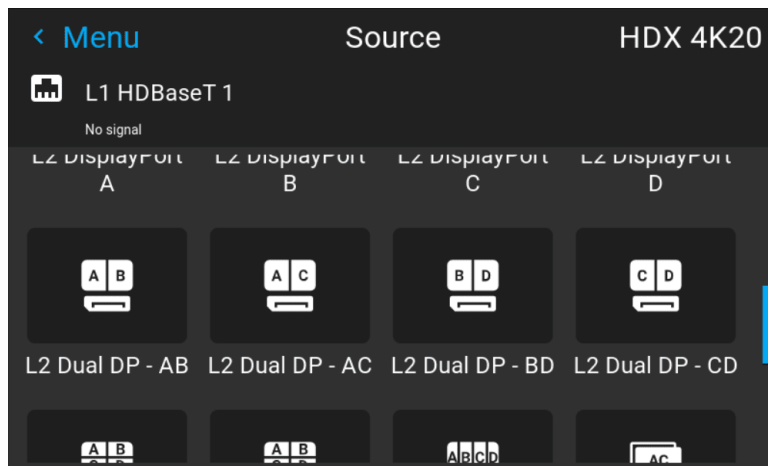 Menu Source HDX 4K20
L1 HDBaseT 1
No signal
L2 DisplayPort L2 DisplayPort L2 DisplayPort L2 DisplayPort
A B C D
A B A C B D C D
L2 Dual DP - AB L2 Dual DP - AC L2 Dual DP - BD L2 Dual DP - CD
A B A B A B C D AC